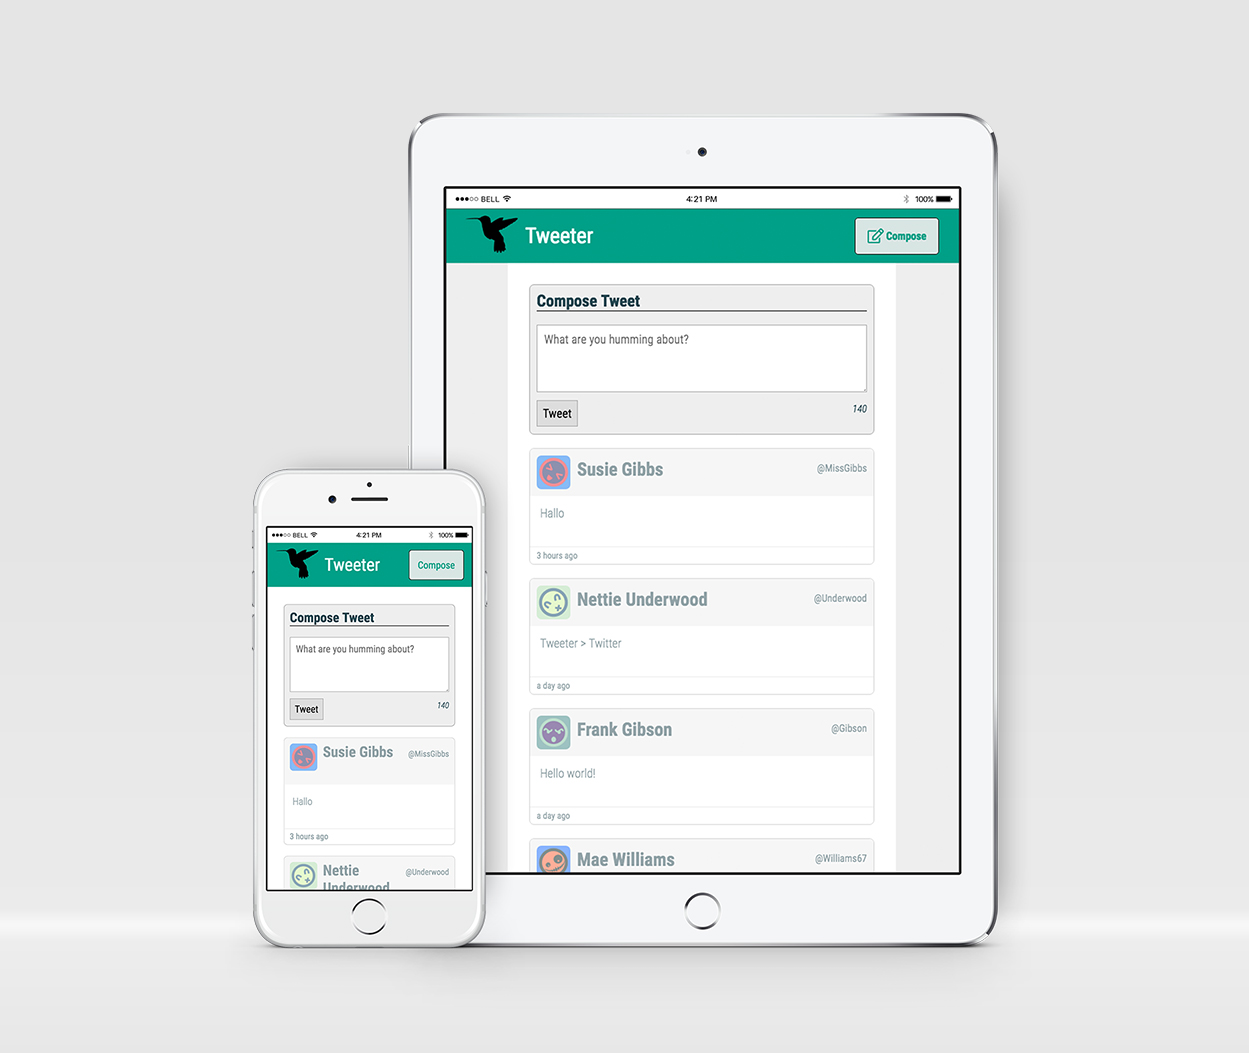 BELL 4:21 PM 100%
Tweeter Compose
Compose Tweet
What are you humming about?
Tweet 140
Susie Gibbs @MissGibbs
Hallo
3 hours ago
Nettie Underwood @Underwood
Tweeter > Twitter
a day ago
Frank Gibson @Gibson
Hello world!
a day ago
Mae Williams @Williams67
BELL 4:21 PM 100%
Tweeter Compose
Compose Tweet
What are you humming about?
Tweet 140
Susie Gibbs @MissGibbs
Hallo
3 hours ago
Nettie @Underwood
Underwood